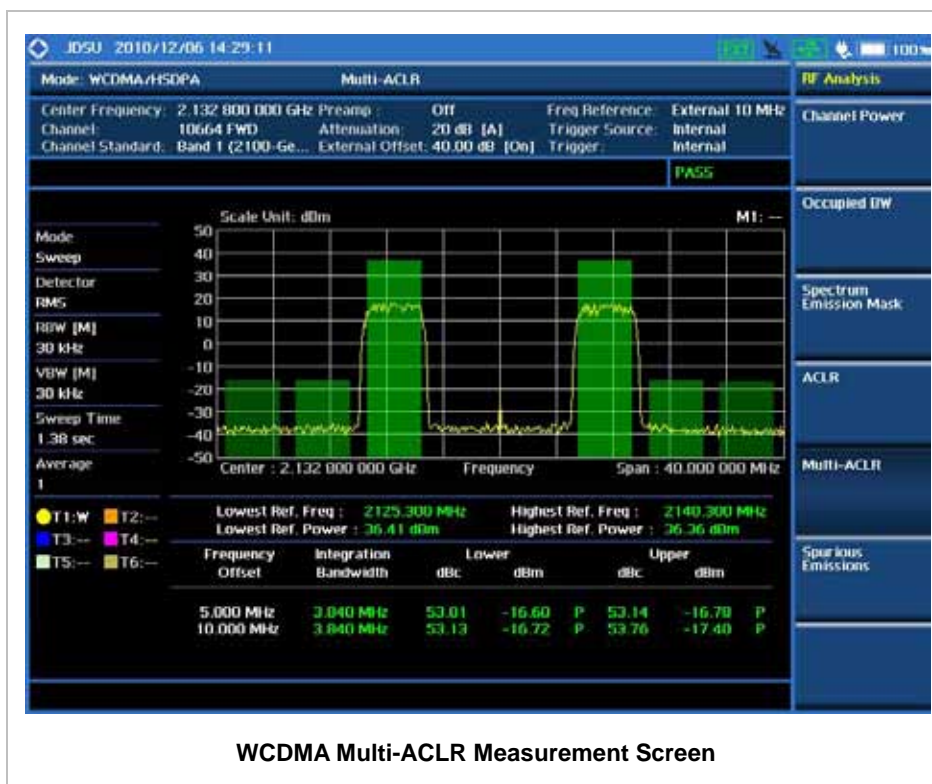 JDSU 2010/12/06 14:29:11 EXT 100%
Mode: WCDMA/HSDPA Multi-ACLR
RF Analysis
Center Frequency: 2.132 800 000 GHz Preamp : Off Freq Reference: External 10 MHz
Channel: 10664 FWD Attenuation: 20 dB [A] Trigger Source: Internal
Channel Standard: Band 1 (2100-Ge... External Offset: 40.00 dB [On] Trigger: Internal
PASS
Channel Power
Occupied BW
Spectrum
Emission Mask
ACLR
Multi-ACLR
Spurious
Emissions
Mode
Sweep
Detector
RMS
RBW [M]
30 kHz
VBW [M]
30 kHz
Sweep Time
1.38 sec
Average
1
T1:W T2:--
T3:-- T4:--
T5:-- T6:--
Scale Unit: dBm M1: --
50
40
30
20
10
0
-10
-20
-30
-40
-50
Center : 2.132 800 000 GHz Frequency Span : 40.000 000 MHz
Lowest Ref. Freq : 2125.300 MHz Highest Ref. Freq : 2140.300 MHz
Lowest Ref. Power : 36.41 dBm Highest Ref. Power : 36.36 dBm
Frequency Integration Lower Upper
Offset Bandwidth dBc dBm dBc dBm
5.000 MHz 3.840 MHz 53.01 -16.60 P 53.14 -16.78 P
10.000 MHz 3.840 MHz 53.13 -16.72 P 53.76 -17.40 P
WCDMA Multi-ACLR Measurement Screen